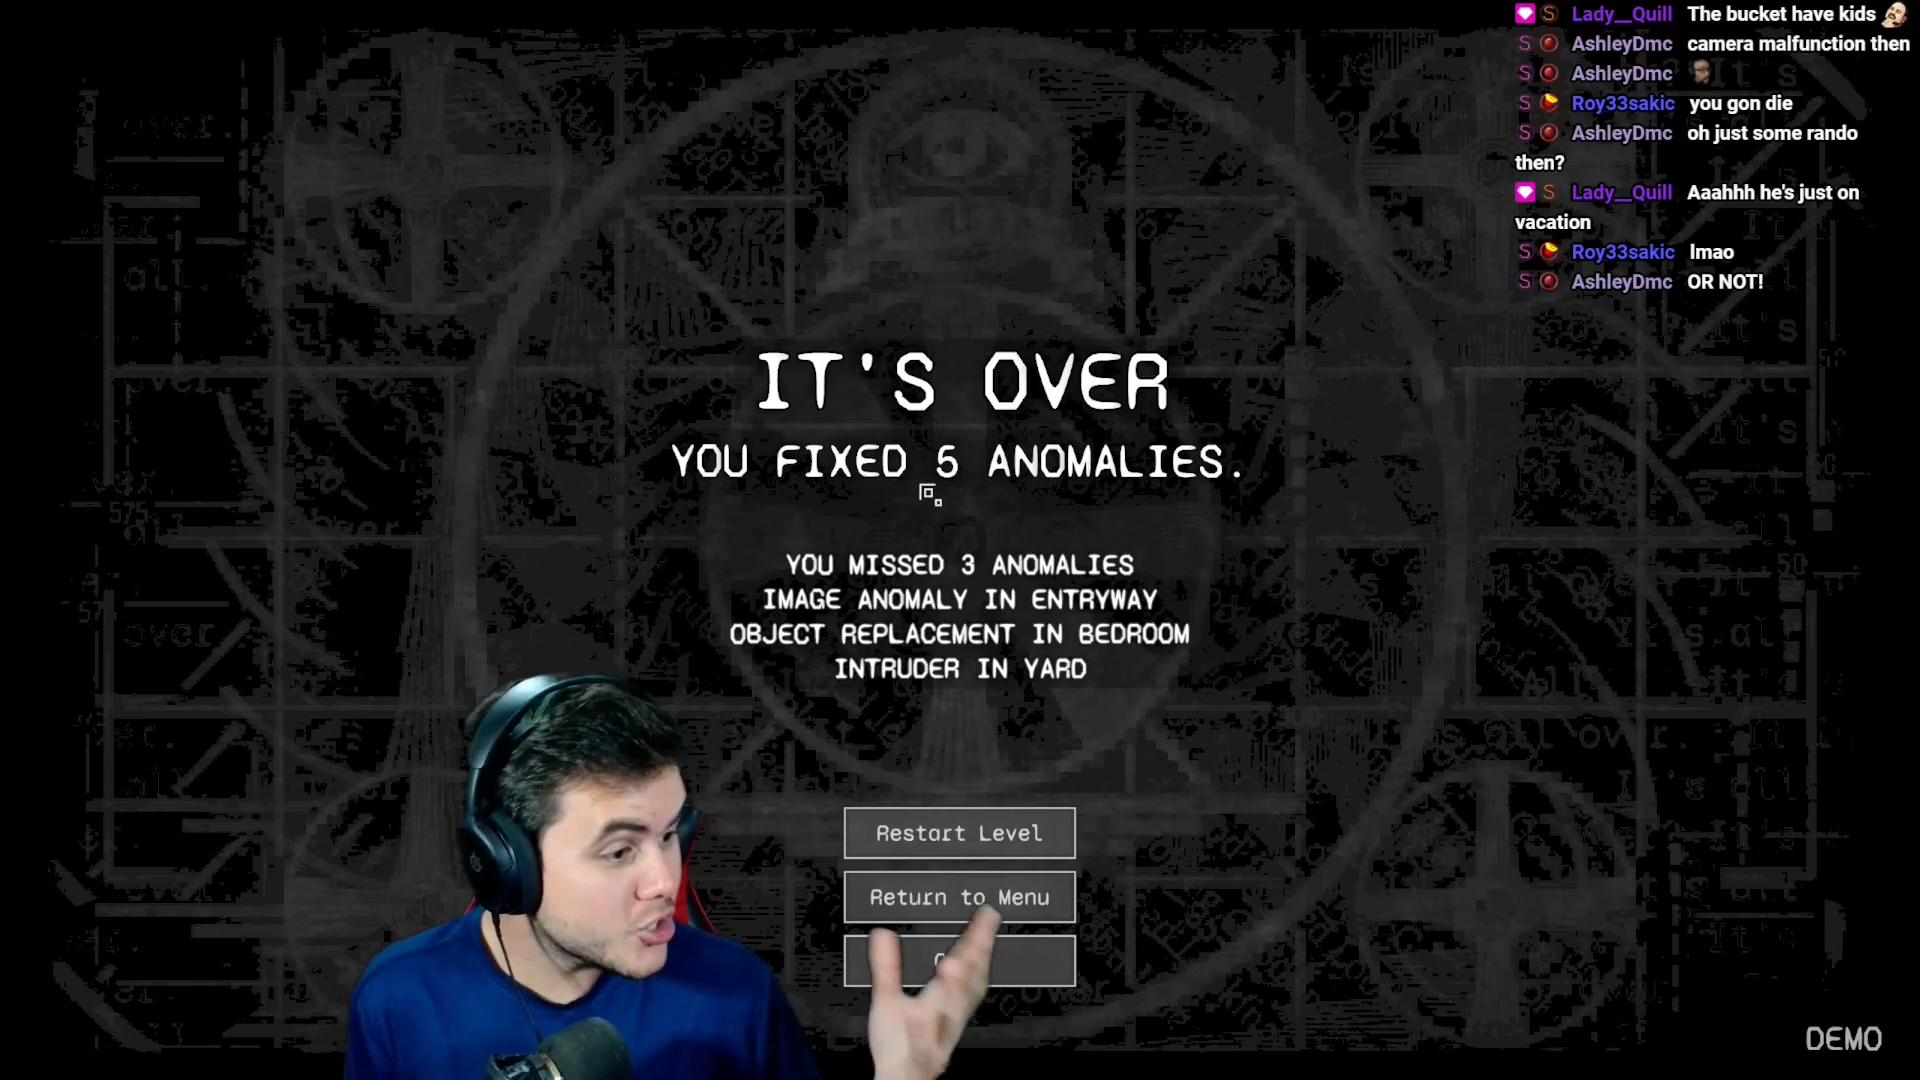 Lady__Quill The bucket have kids
AshleyDmc camera malfunction then
AshleyDmc
Roy33sakic you gon die
AshleyDmc oh just some rando
then?
Lady__Quill Aaahhh he's just on
vacation
Roy33sakic lmao
AshleyDmc OR NOT!
IT'S OVER
YOU FIXED 5 ANOMALIES.
YOU MISSED 3 ANOMALIES
IMAGE ANOMALY IN ENTRYWAY
OBJECT REPLACEMENT IN BEDROOM
INTRUDER IN YARD
Restart Level
Return to Menu
DEMO